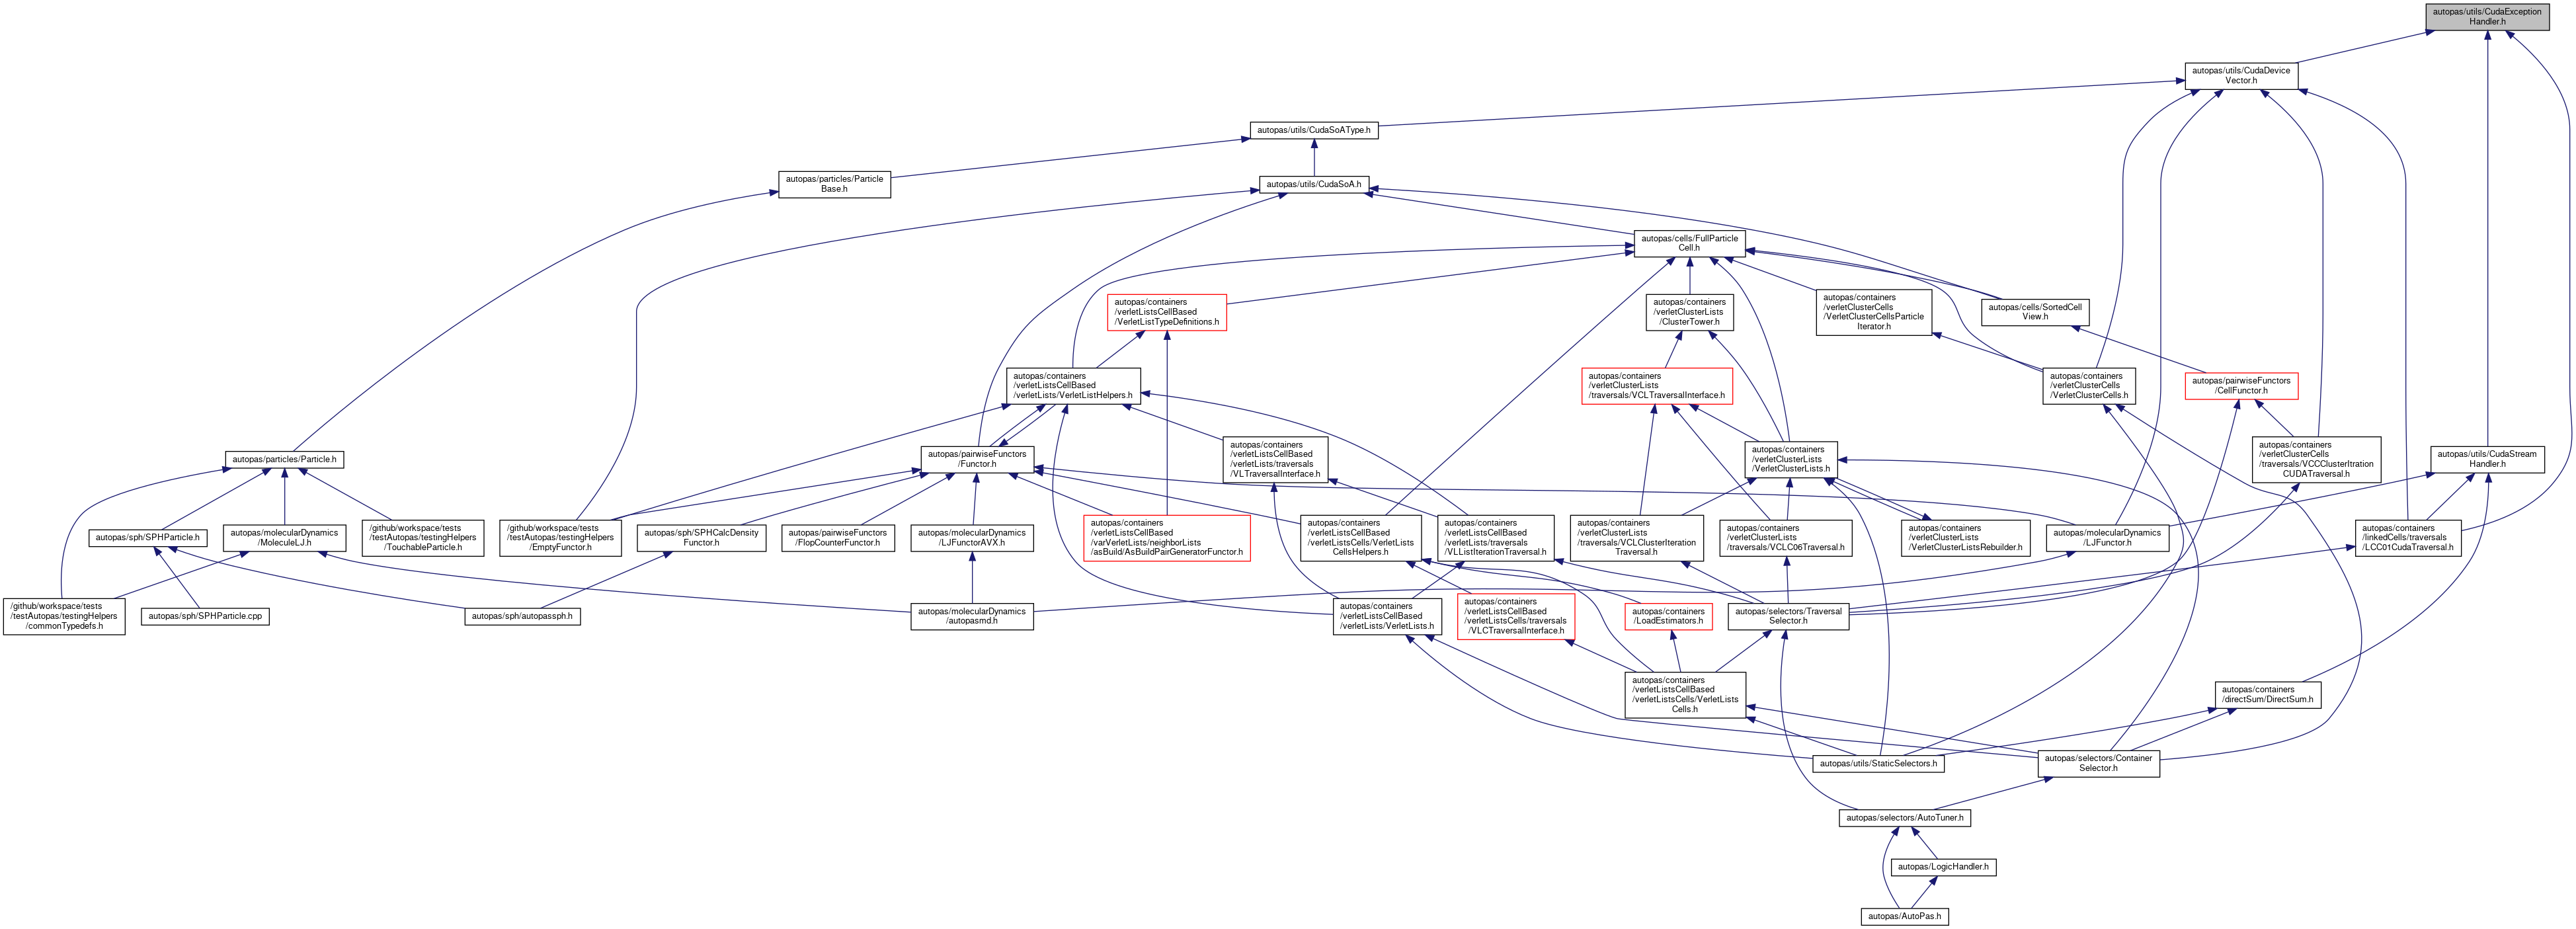 autopas/utils/CudaException
Handler.h
autopas/utils/CudaDevice
Vector.h
autopas/utils/CudaSoAType.h
autopas/particles/Particle
Base.h
autopas/utils/CudaSoA.h
autopas/cells/FullParticle
Cell.h
autopas/containers
/verletListsCellBased
/VerletListTypeDefinitions.h
autopas/containers
/verletClusterLists
/ClusterTower.h
autopas/containers
/verletClusterCells
/VerletClusterCellsParticle
Iterator.h
autopas/cells/SortedCell
View.h
autopas/containers
/verletListsCellBased
/verletLists/VerletListHelpers.h
autopas/containers
/verletClusterLists
/traversals/VCLTraversalInterface.h
autopas/containers
/verletClusterCells
/VerletClusterCells.h
autopas/pairwiseFunctors
/CellFunctor.h
autopas/particles/Particle.h
autopas/pairwiseFunctors
/Functor.h
autopas/containers
/verletListsCellBased
/verletLists/traversals
/VLTraversalInterface.h
autopas/containers
/verletClusterLists
/VerletClusterLists.h
autopas/containers
/verletClusterCells
/traversals/VCCClusterItration
CUDATraversal.h
autopas/utils/CudaStream
Handler.h
autopas/sph/SPHParticle.h
autopas/molecularDynamics
/MoleculeLJ.h
/github/workspace/tests
/testAutopas/testingHelpers
/TouchableParticle.h
/github/workspace/tests
/testAutopas/testingHelpers
/EmptyFunctor.h
autopas/sph/SPHCalcDensity
Functor.h
autopas/pairwiseFunctors
/FlopCounterFunctor.h
autopas/molecularDynamics
/LJFunctorAVX.h
autopas/containers
/verletListsCellBased
/varVerletLists/neighborLists
/asBuild/AsBuildPairGeneratorFunctor.h
autopas/containers
/verletListsCellBased
/verletListsCells/VerletLists
CellsHelpers.h
autopas/containers
/verletListsCellBased
/verletLists/traversals
/VLListIterationTraversal.h
autopas/containers
/verletClusterLists
/traversals/VCLClusterIteration
Traversal.h
autopas/containers
/verletClusterLists
/traversals/VCLC06Traversal.h
autopas/containers
/verletClusterLists
/VerletClusterListsRebuilder.h
autopas/molecularDynamics
/LJFunctor.h
autopas/containers
/linkedCells/traversals
/LCC01CudaTraversal.h
/github/workspace/tests
/testAutopas/testingHelpers
/commonTypedefs.h
autopas/sph/SPHParticle.cpp
autopas/sph/autopassph.h
autopas/molecularDynamics
/autopasmd.h
autopas/containers
/verletListsCellBased
/verletLists/VerletLists.h
autopas/containers
/verletListsCellBased
/verletListsCells/traversals
/VLCTraversalInterface.h
autopas/containers
/LoadEstimators.h
autopas/selectors/Traversal
Selector.h
autopas/containers
/verletListsCellBased
/verletListsCells/VerletLists
Cells.h
autopas/containers
/directSum/DirectSum.h
autopas/utils/StaticSelectors.h
autopas/selectors/Container
Selector.h
autopas/selectors/AutoTuner.h
autopas/LogicHandler.h
autopas/AutoPas.h